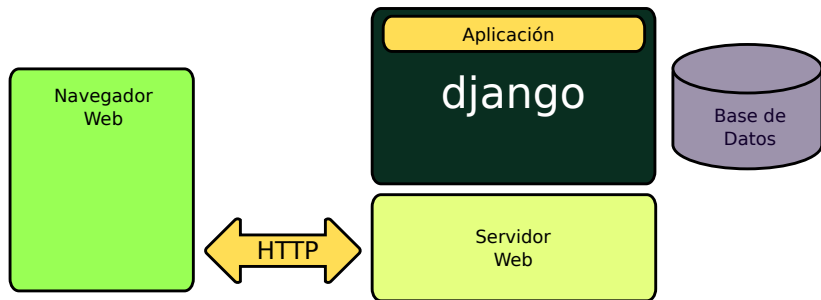 Navegador
Web
HTTP
Aplicación
django
Servidor
Web
Base de
Datos